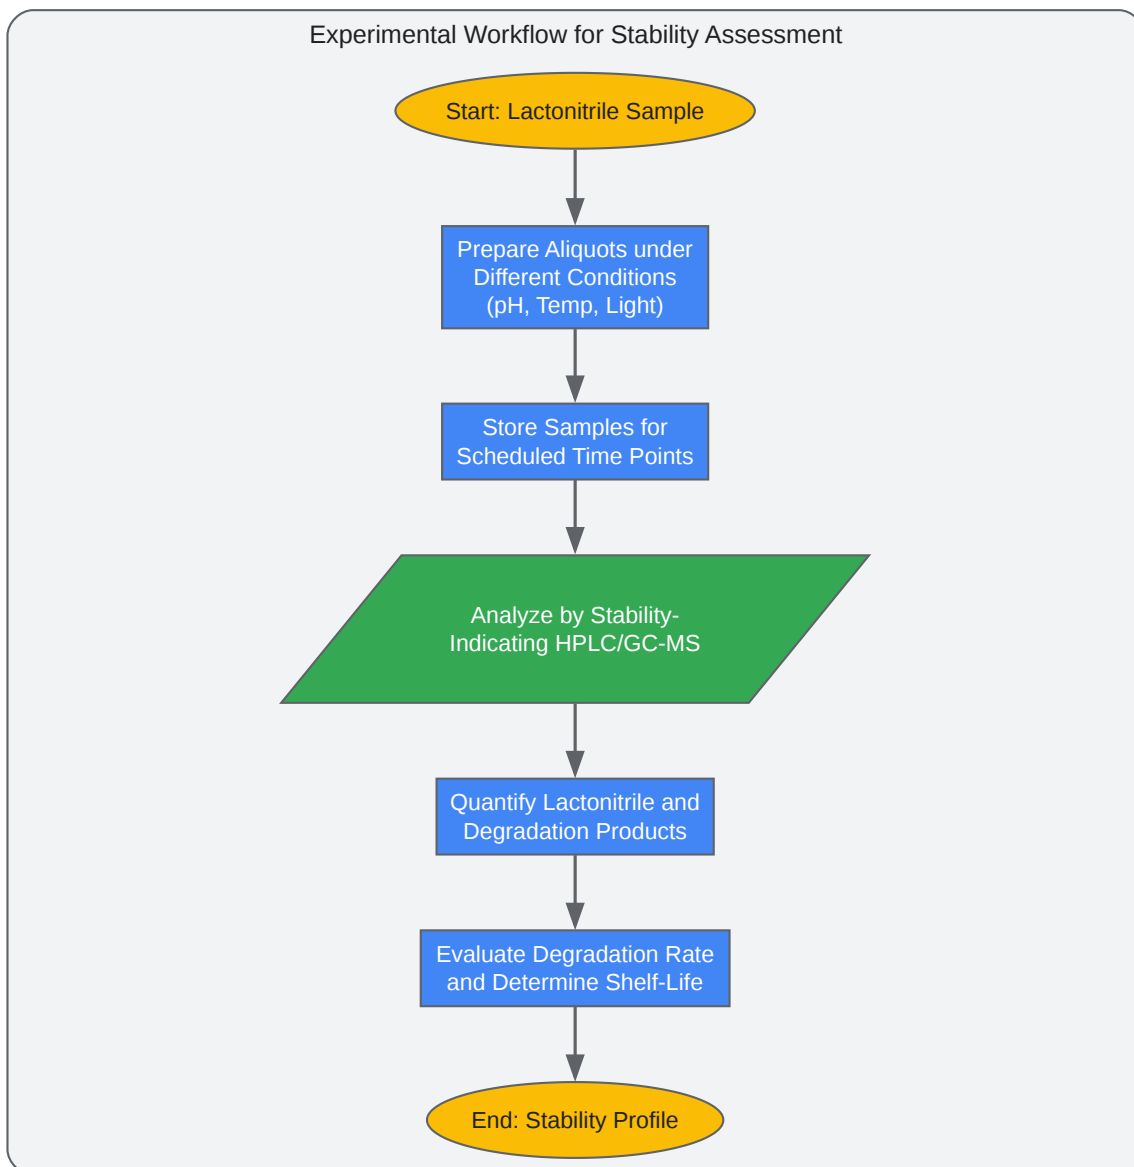 Experimental Workflow for Stability Assessment
Start: Lactonitrile Sample
Prepare Aliquots under
Different Conditions
(pH, Temp, Light)
Store Samples for
Scheduled Time Points
Analyze by Stability-
Indicating HPLC/GC-MS
Quantify Lactonitrile and
Degradation Products
Evaluate Degradation Rate
and Determine Shelf-Life
End: Stability Profile